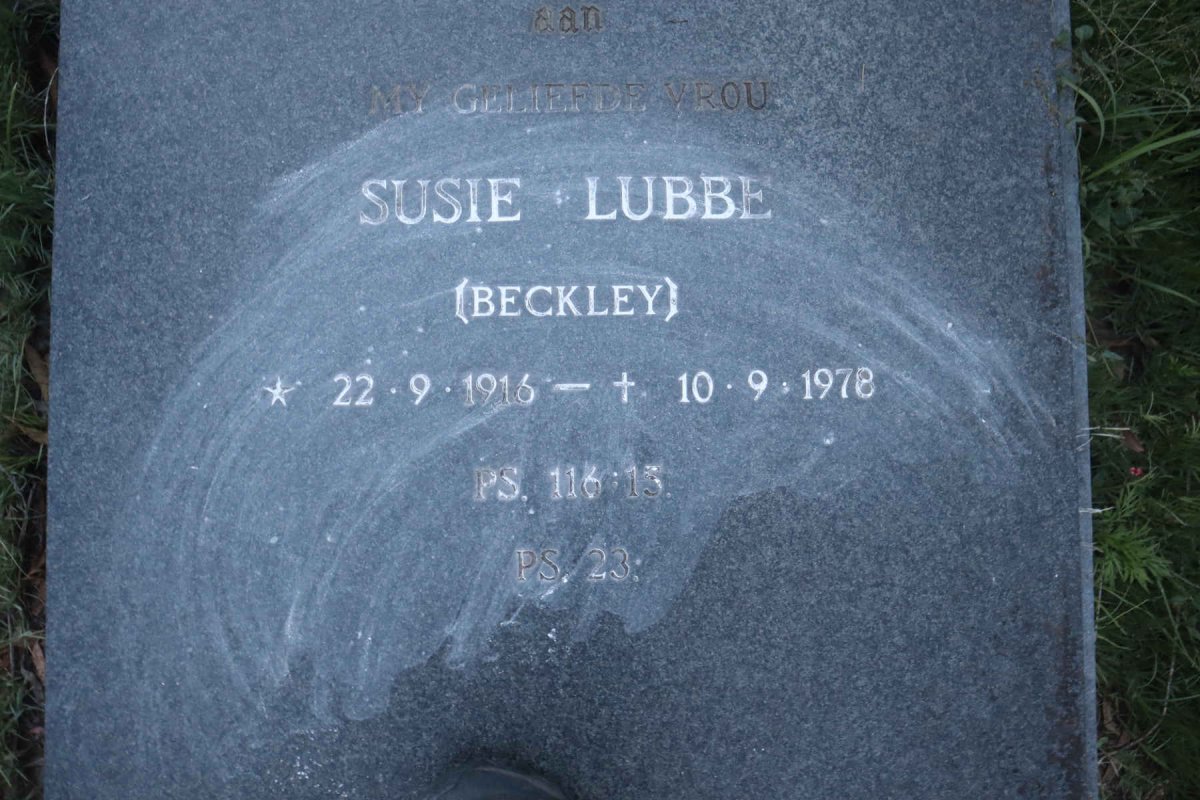 aan
MY GELIEFDE VROU
SUSIE LUBBE
(BECKLEY)
★ 22·9·1916 — † 10·9·1978
PS. 116:15.
PS. 23.